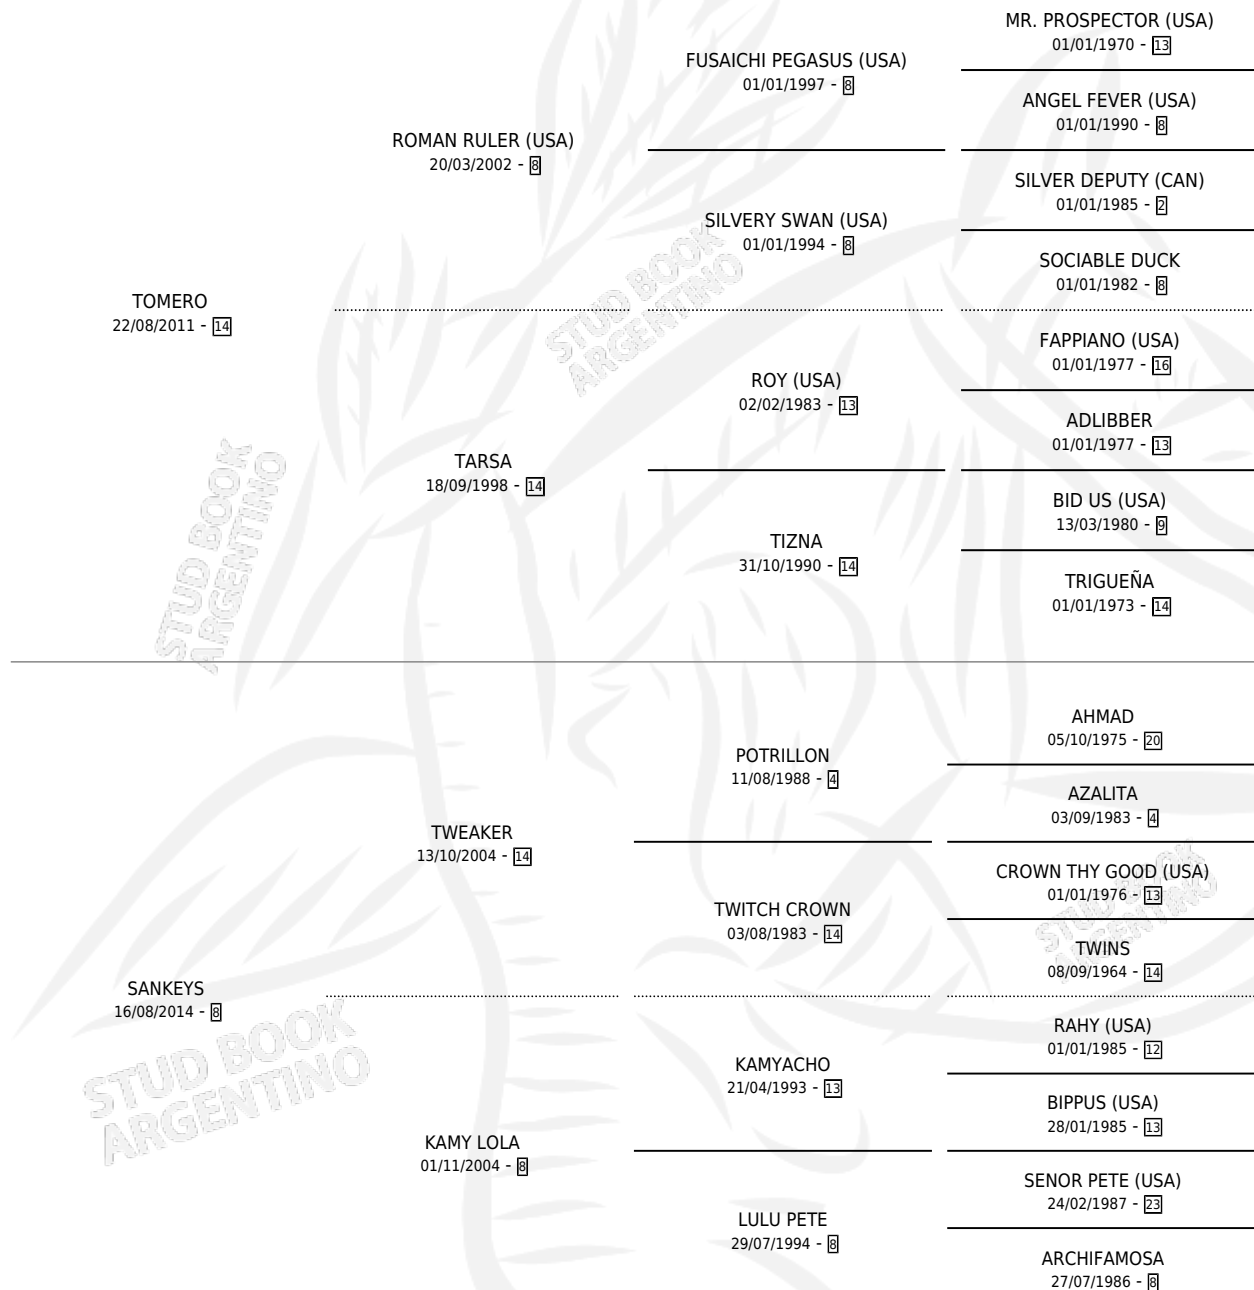 MR. PROSPECTOR (USA)
01/01/1970 - 13
FUSAICHI PEGASUS (USA)
01/01/1997 - 8
ANGEL FEVER (USA)
01/01/1990 - 8
ROMAN RULER (USA)
20/03/2002 - 8
SILVER DEPUTY (CAN)
01/01/1985 - 2
SILVERY SWAN (USA)
01/01/1994 - 8
SOCIABLE DUCK
01/01/1982 - 8
TOMERO
22/08/2011 - 14
FAPPIANO (USA)
01/01/1977 - 16
ROY (USA)
02/02/1983 - 13
ADLIBBER
01/01/1977 - 13
TARSA
18/09/1998 - 14
BID US (USA)
13/03/1980 - 9
TIZNA
31/10/1990 - 14
TRIGUEÑA
01/01/1973 - 14
AHMAD
05/10/1975 - 20
POTRILLON
11/08/1988 - 4
AZALITA
03/09/1983 - 4
TWEAKER
13/10/2004 - 14
CROWN THY GOOD (USA)
01/01/1976 - 13
TWITCH CROWN
03/08/1983 - 14
TWINS
08/09/1964 - 14
SANKEYS
16/08/2014 - 8
RAHY (USA)
01/01/1985 - 12
KAMYACHO
21/04/1993 - 13
BIPPUS (USA)
28/01/1985 - 13
KAMY LOLA
01/11/2004 - 8
SENOR PETE (USA)
24/02/1987 - 23
LULU PETE
29/07/1994 - 8
ARCHIFAMOSA
27/07/1986 - 8
STUD BOOK
ARGENTINO
STUD BOOK
ARGENTINO
STUD BOOK
ARGENTINO
STUD BOOK
ARGENTINO